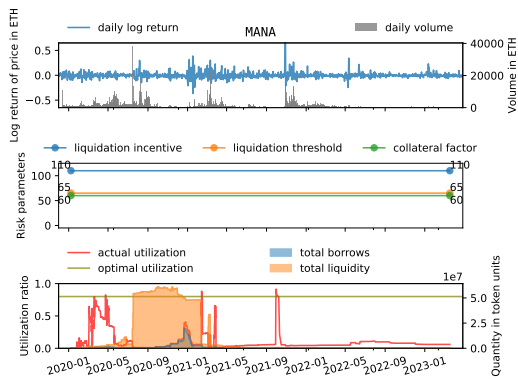 daily log return
daily volume
MANA
Log return of price in ETH
0.5
0.0
−0.5
40000
20000
0
Volume in ETH
liquidation incentive
liquidation threshold
collateral factor
Risk parameters
100
50
0
110
110
65
65
60
60
actual utilization
total borrows
optimal utilization
total liquidity
1e7
Utilization ratio
1.0
0.5
0.0
5.0
2.5
0.0
Quantity in token units
2020-01
2020-05
2020-09
2021-01
2021-05
2021-09
2022-01
2022-05
2022-09
2023-01